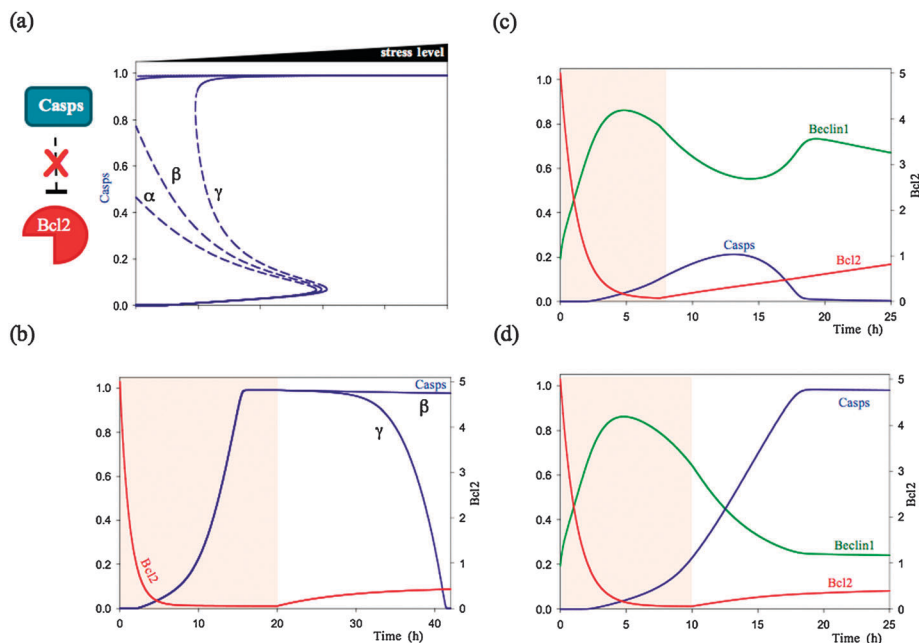 (a)
stress level
Casps
Bcl2
Casps
1.0
0.8
0.6
0.4
0.2
0.0
α
β
γ
(b)
1.0
0.8
0.6
0.4
0.2
0.0
Bcl2
Casps
β
γ
5
4
3
2
1
0
Bcl2
0
10
20
30
40
Time (h)
(c)
1.0
0.8
0.6
0.4
0.2
0.0
Beclin1
Casps
Bcl2
5
4
3
2
1
0
Bcl2
0
5
10
15
20
25
Time (h)
(d)
1.0
0.8
0.6
0.4
0.2
0.0
Casps
Beclin1
Bcl2
5
4
3
2
1
0
Bcl2
0
5
10
15
20
25
Time (h)